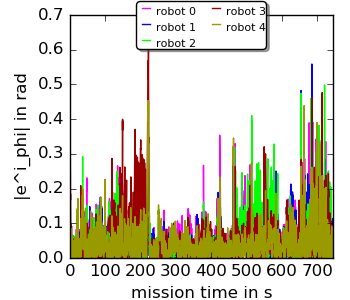 robot 0
robot 1
robot 2
robot 3
robot 4
0.7
0.6
0.5
0.4
0.3
0.2
0.1
0.0
|e^i_phi| in rad
0 100 200 300 400 500 600 700
mission time in s